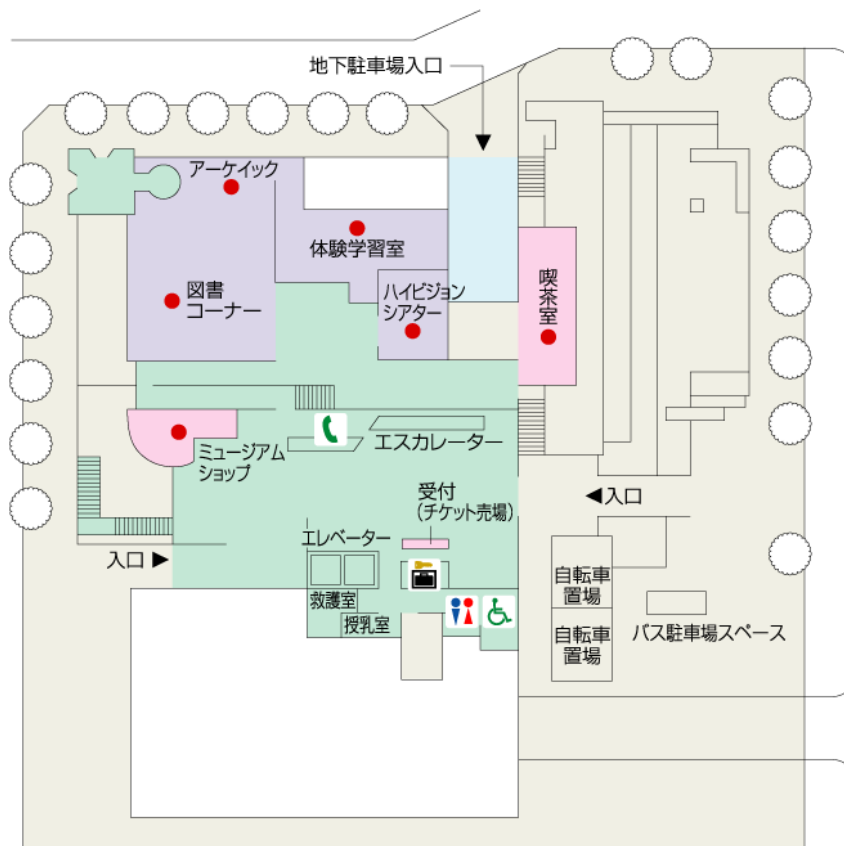 地下駐車場入口
アーケイック
体験学習室
図書
コーナー
ハイビジョン
シアター
喫茶室
ミュージアム
ショップ
エスカレーター
受付
(チケット売場)
◀入口
エレベーター
入口▶
救護室
授乳室
自転車
置場
自転車
置場
バス駐車場スペース